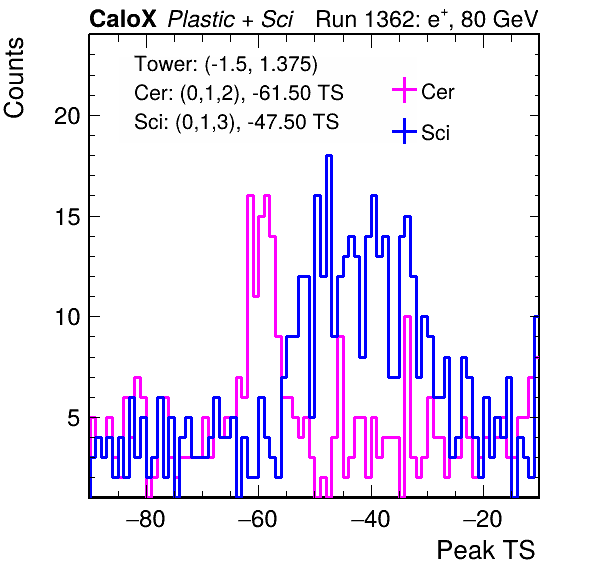 CaloX Plastic + Sci Run 1362: e⁺, 80 GeV
Counts
Tower: (-1.5, 1.375)
Cer: (0,1,2), -61.50 TS
Sci: (0,1,3), -47.50 TS
Cer
Sci
20
15
10
5
−80 −60 −40 −20
Peak TS